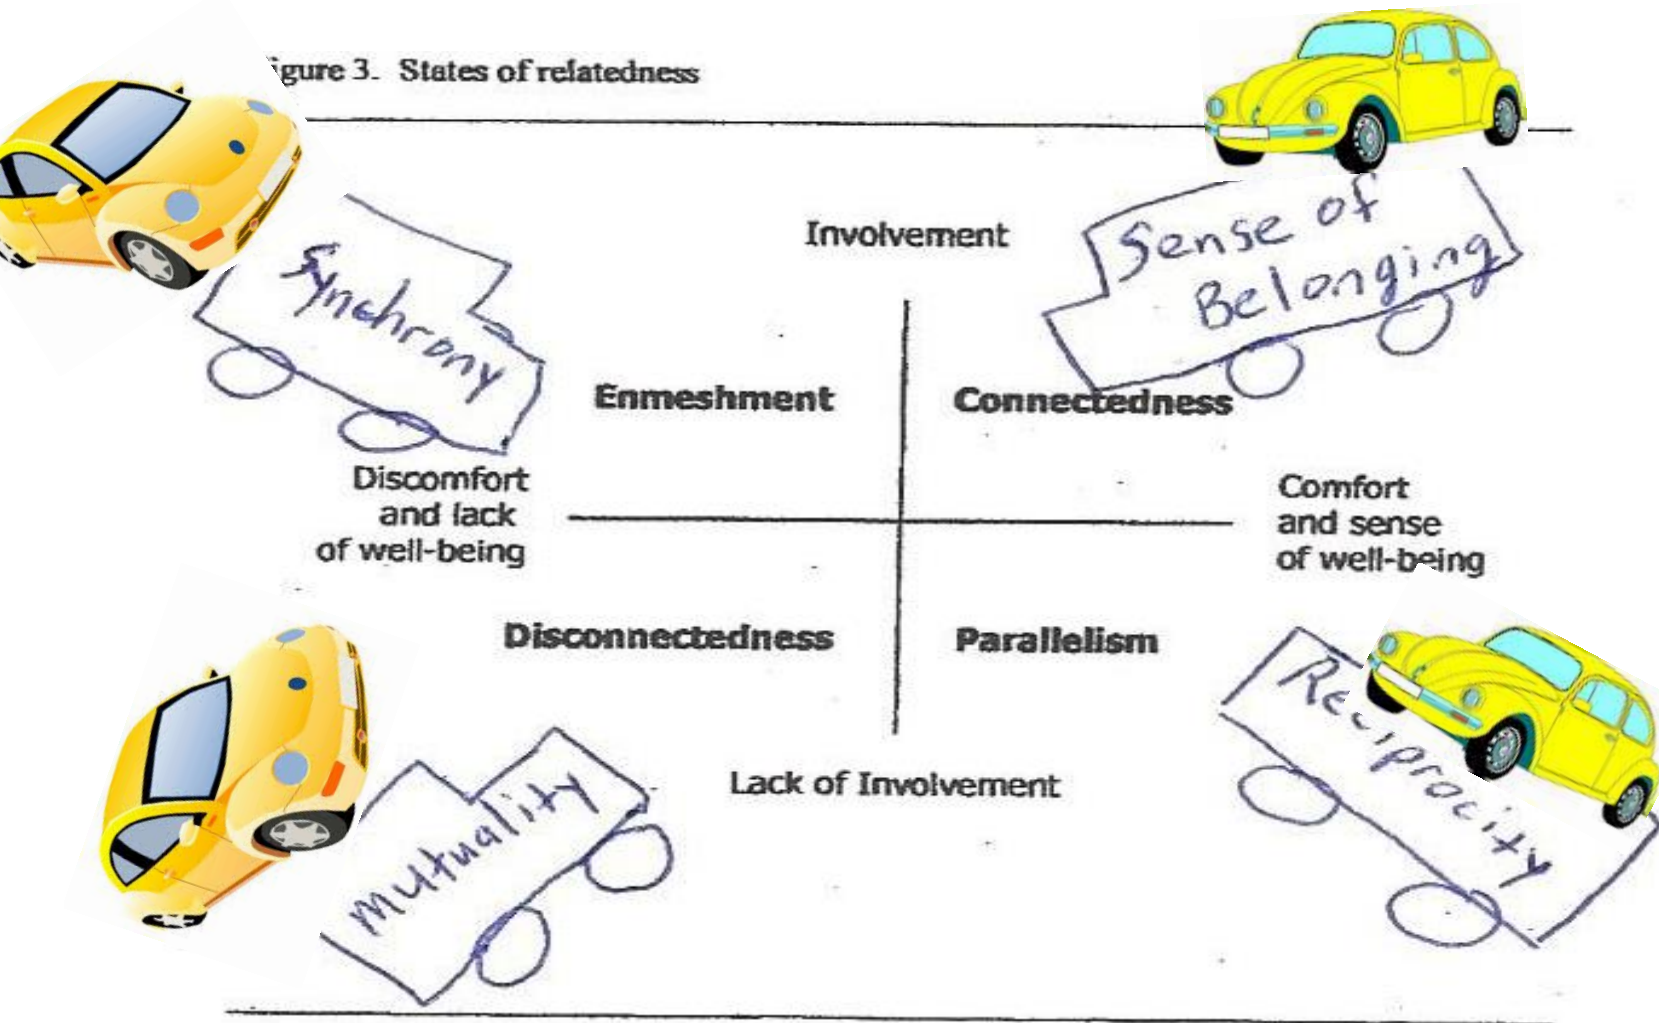 igure 3. States of relatedness
Involvement
Sense of
Belonging
Synchrony
Enmeshment
Connectedness
Discomfort
and lack
of well-being
Comfort
and sense
of well-being
Disconnectedness
Parallelism
Lack of Involvement
Mutuality
Reciprocity